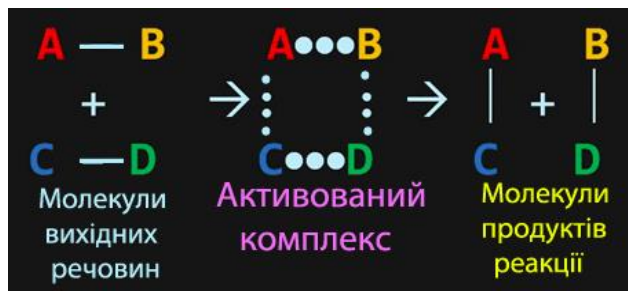 A — B A•••B A B
+ → → +
C — D C•••D C D
Молекули вихідних речовин
Активований комплекс
Молекули продуктів реакції